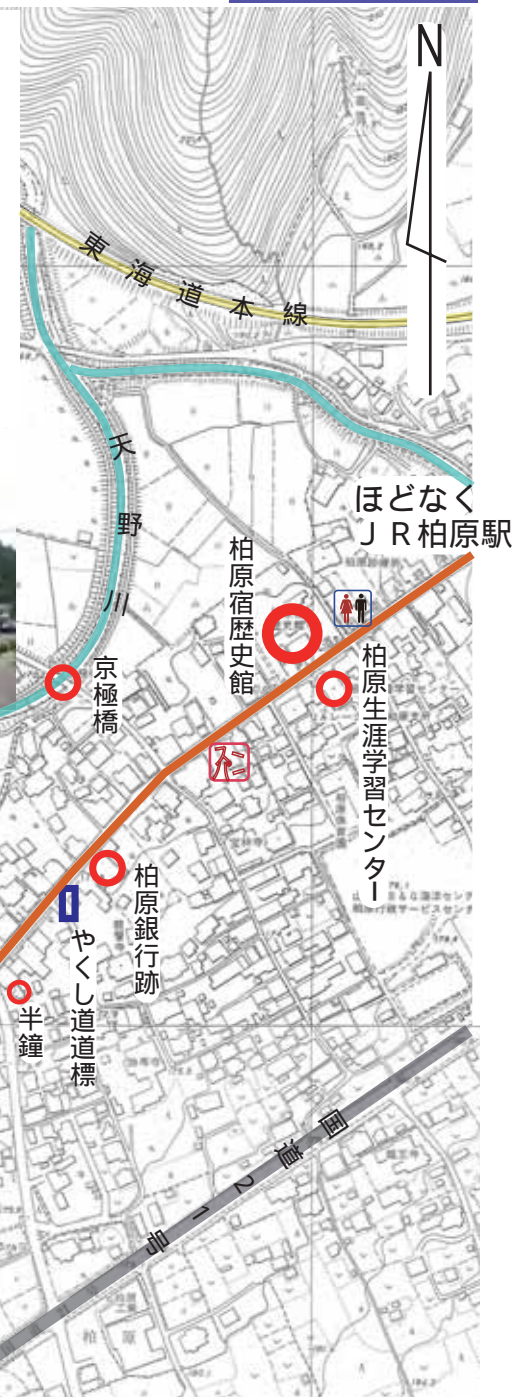 N
東海道本線
天野川
ほどなく
ＪＲ柏原駅
柏原宿歴史館
柏原生涯学習センター
京極橋
柏原銀行跡
やくし道道標
半鐘
国道21号
柏原